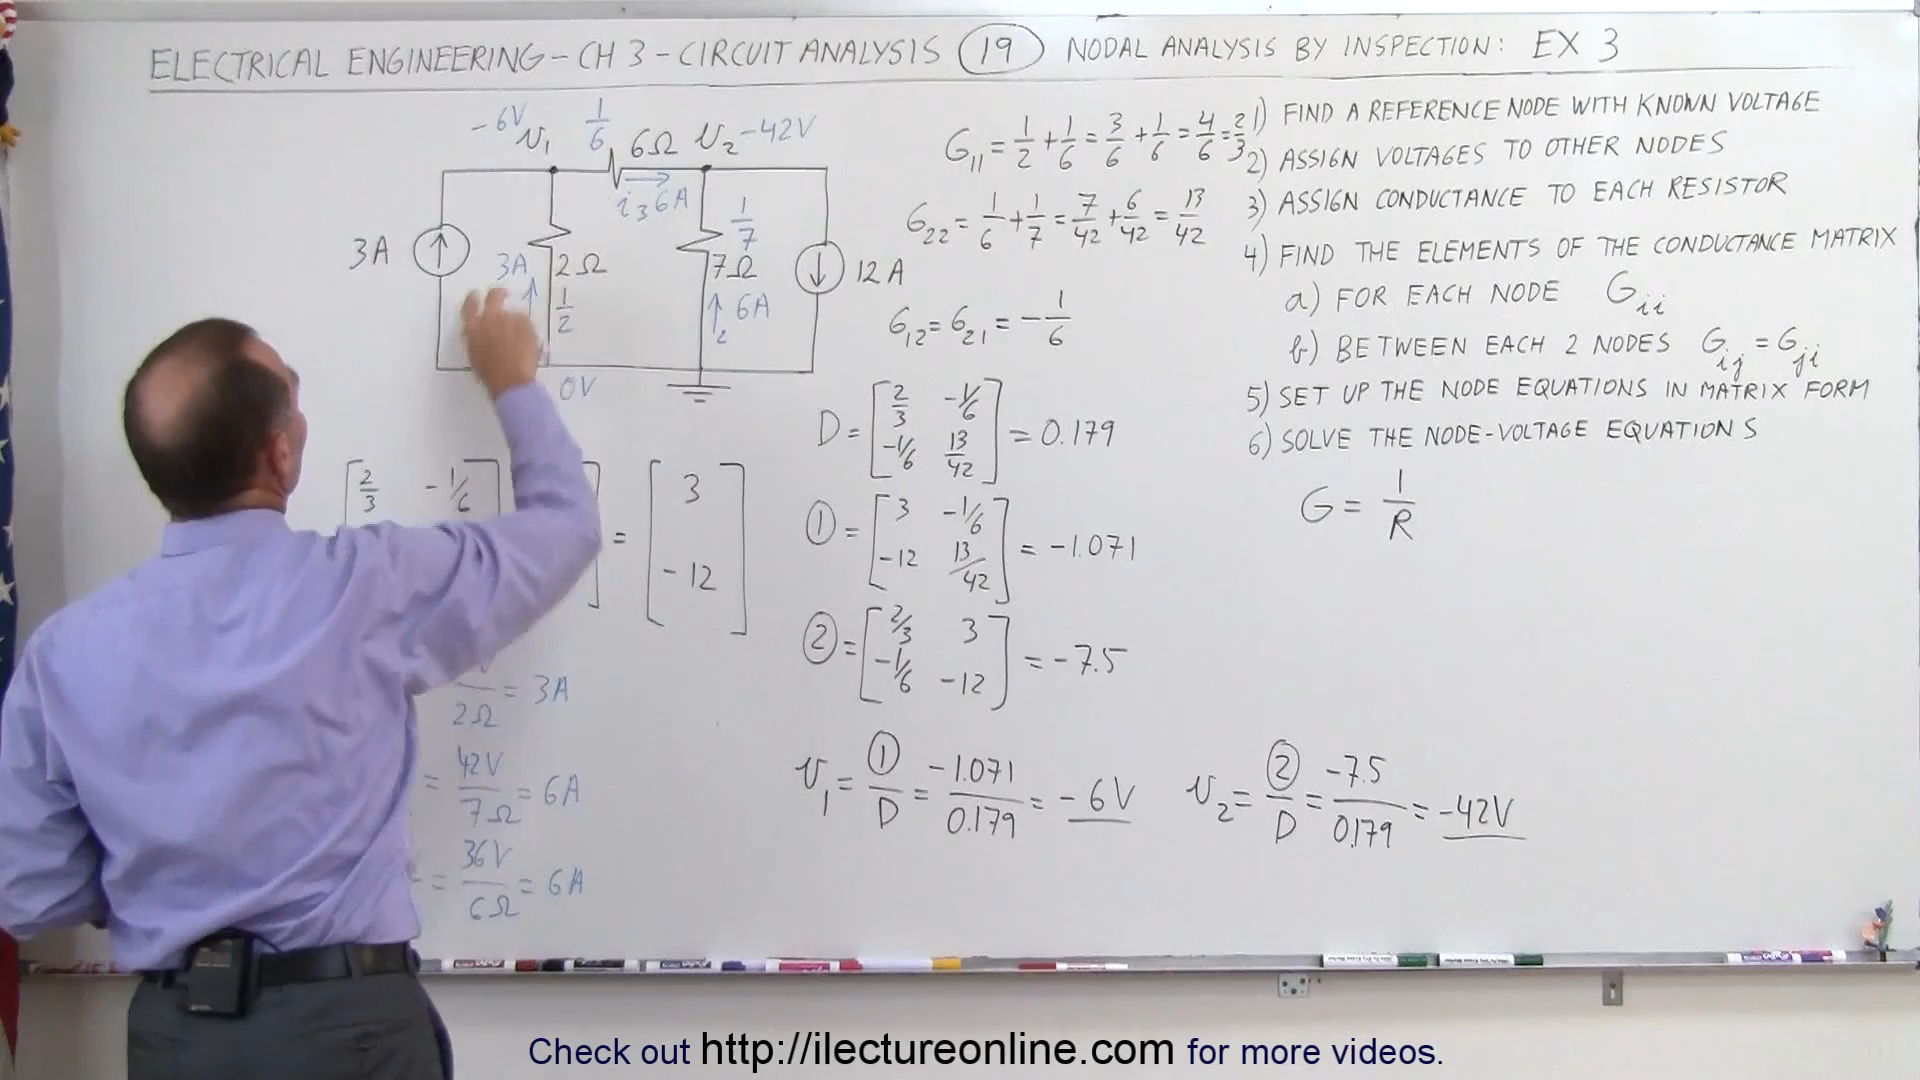 ELECTRICAL ENGINEERING - CH 3 - CIRCUIT ANALYSIS (19) NODAL ANALYSIS BY INSPECTION: EX 3
-6V v₁ 1/6 6Ω v₂ -42V
i₃ 6A
3A
3A 2Ω
1/2
1/7
7Ω
2 6A
12A
0V
[2/3 -1/6] = [3 -12]
= 3A
2Ω
= 42V/7Ω = 6A
= 36V/6Ω = 6A
G₁₁ = 1/2 + 1/6 = 3/6 + 1/6 = 4/6 = 2/3
G₂₂ = 1/6 + 1/7 = 7/42 + 6/42 = 13/42
G₁₂ = G₂₁ = -1/6
D = [2/3 -1/6 -1/6 13/42] = 0.179
① = [3 -1/6 -12 13/42] = -1.071
② = [2/3 3 -1/6 -12] = -7.5
v₁ = ①/D = -1.071/0.179 = -6V
v₂ = ②/D = -7.5/0.179 = -42V
1) FIND A REFERENCE NODE WITH KNOWN VOLTAGE
2) ASSIGN VOLTAGES TO OTHER NODES
3) ASSIGN CONDUCTANCE TO EACH RESISTOR
4) FIND THE ELEMENTS OF THE CONDUCTANCE MATRIX
a) FOR EACH NODE Gᵢᵢ
b) BETWEEN EACH 2 NODES Gᵢⱼ = Gⱼᵢ
5) SET UP THE NODE EQUATIONS IN MATRIX FORM
6) SOLVE THE NODE-VOLTAGE EQUATIONS
G = 1/R
Check out http://ilectureonline.com for more videos.